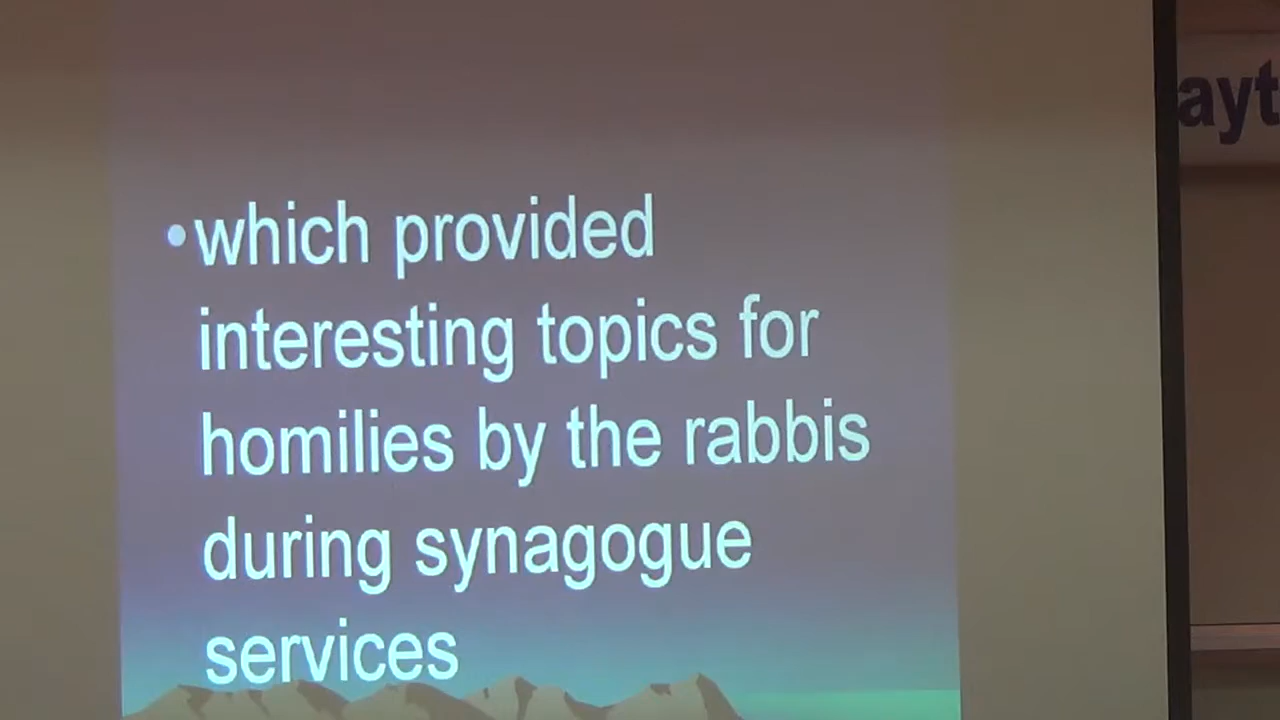 •which provided
interesting topics for
homilies by the rabbis
during synagogue
services